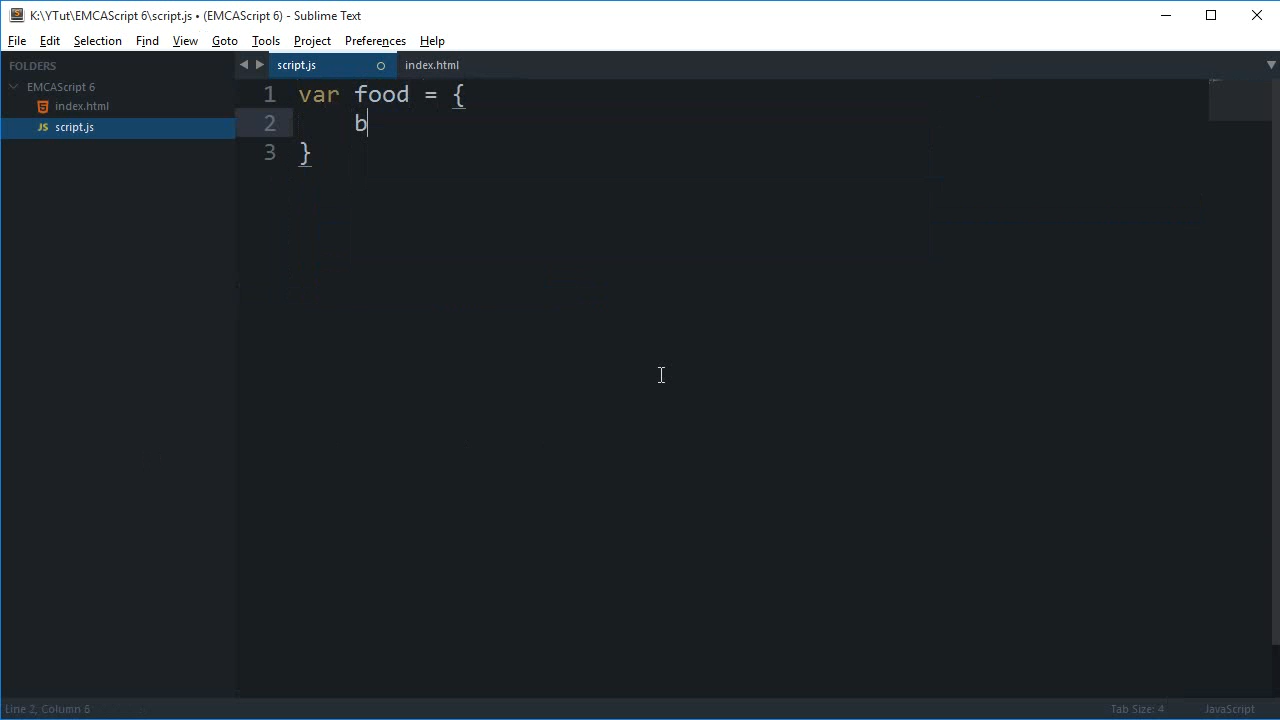 K:\YTut\EMCAScript 6\script.js • (EMCAScript 6) - Sublime Text
File Edit Selection Find View Goto Tools Project Preferences Help
FOLDERS
EMCAScript 6
index.html
JS script.js
script.js index.html
1 var food = {
2 b
3 }
Line 2, Column 6 Tab Size: 4 JavaScript